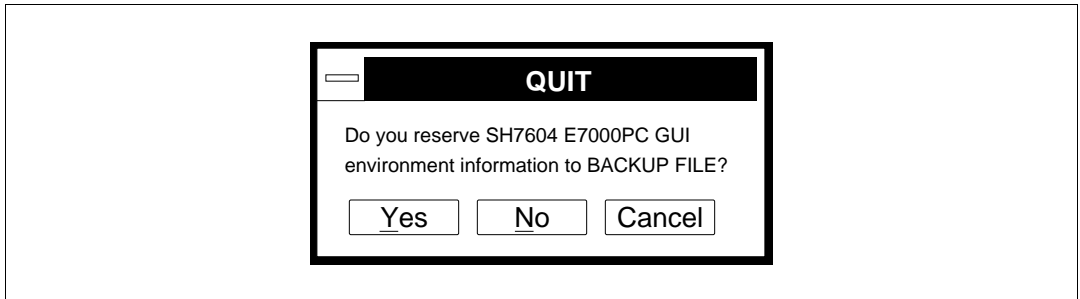 QUIT
Do you reserve SH7604 E7000PC GUI
environment information to BACKUP FILE?
Yes No Cancel